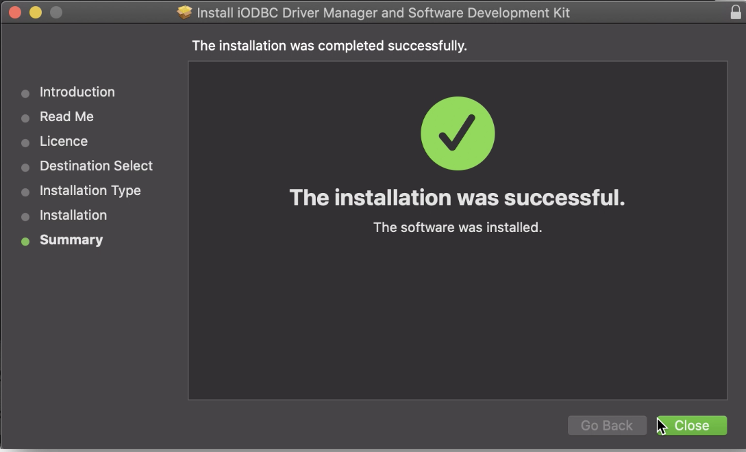 Install iODBC Driver Manager and Software Development Kit
The installation was completed successfully.
Introduction
Read Me
Licence
Destination Select
Installation Type
Installation
Summary
The installation was successful.
The software was installed.
Go Back
Close